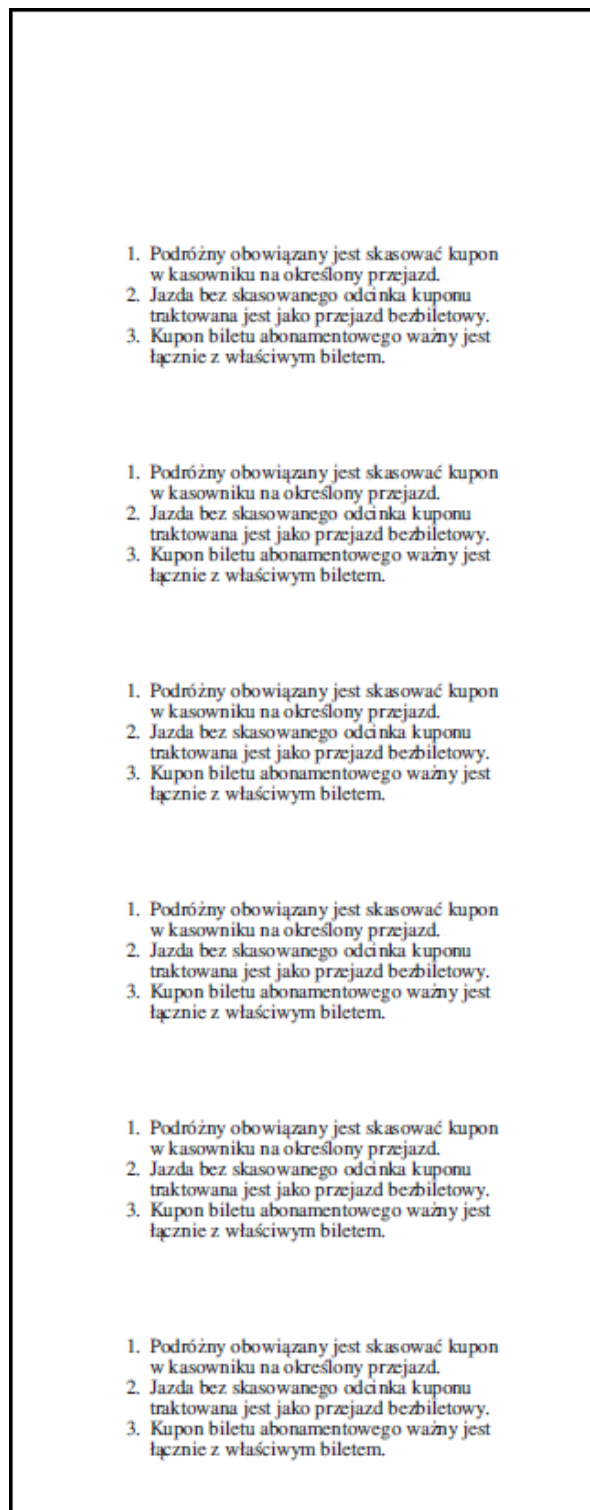 1. Podróżny obowiązany jest skasować kupon
w kasowniku na określony przejazd.
2. Jazda bez skasowanego odcinka kuponu
traktowana jest jako przejazd bezbiletowy.
3. Kupon biletu abonamentowego ważny jest
łącznie z właściwym biletem.
1. Podróżny obowiązany jest skasować kupon
w kasowniku na określony przejazd.
2. Jazda bez skasowanego odcinka kuponu
traktowana jest jako przejazd bezbiletowy.
3. Kupon biletu abonamentowego ważny jest
łącznie z właściwym biletem.
1. Podróżny obowiązany jest skasować kupon
w kasowniku na określony przejazd.
2. Jazda bez skasowanego odcinka kuponu
traktowana jest jako przejazd bezbiletowy.
3. Kupon biletu abonamentowego ważny jest
łącznie z właściwym biletem.
1. Podróżny obowiązany jest skasować kupon
w kasowniku na określony przejazd.
2. Jazda bez skasowanego odcinka kuponu
traktowana jest jako przejazd bezbiletowy.
3. Kupon biletu abonamentowego ważny jest
łącznie z właściwym biletem.
1. Podróżny obowiązany jest skasować kupon
w kasowniku na określony przejazd.
2. Jazda bez skasowanego odcinka kuponu
traktowana jest jako przejazd bezbiletowy.
3. Kupon biletu abonamentowego ważny jest
łącznie z właściwym biletem.
1. Podróżny obowiązany jest skasować kupon
w kasowniku na określony przejazd.
2. Jazda bez skasowanego odcinka kuponu
traktowana jest jako przejazd bezbiletowy.
3. Kupon biletu abonamentowego ważny jest
łącznie z właściwym biletem.